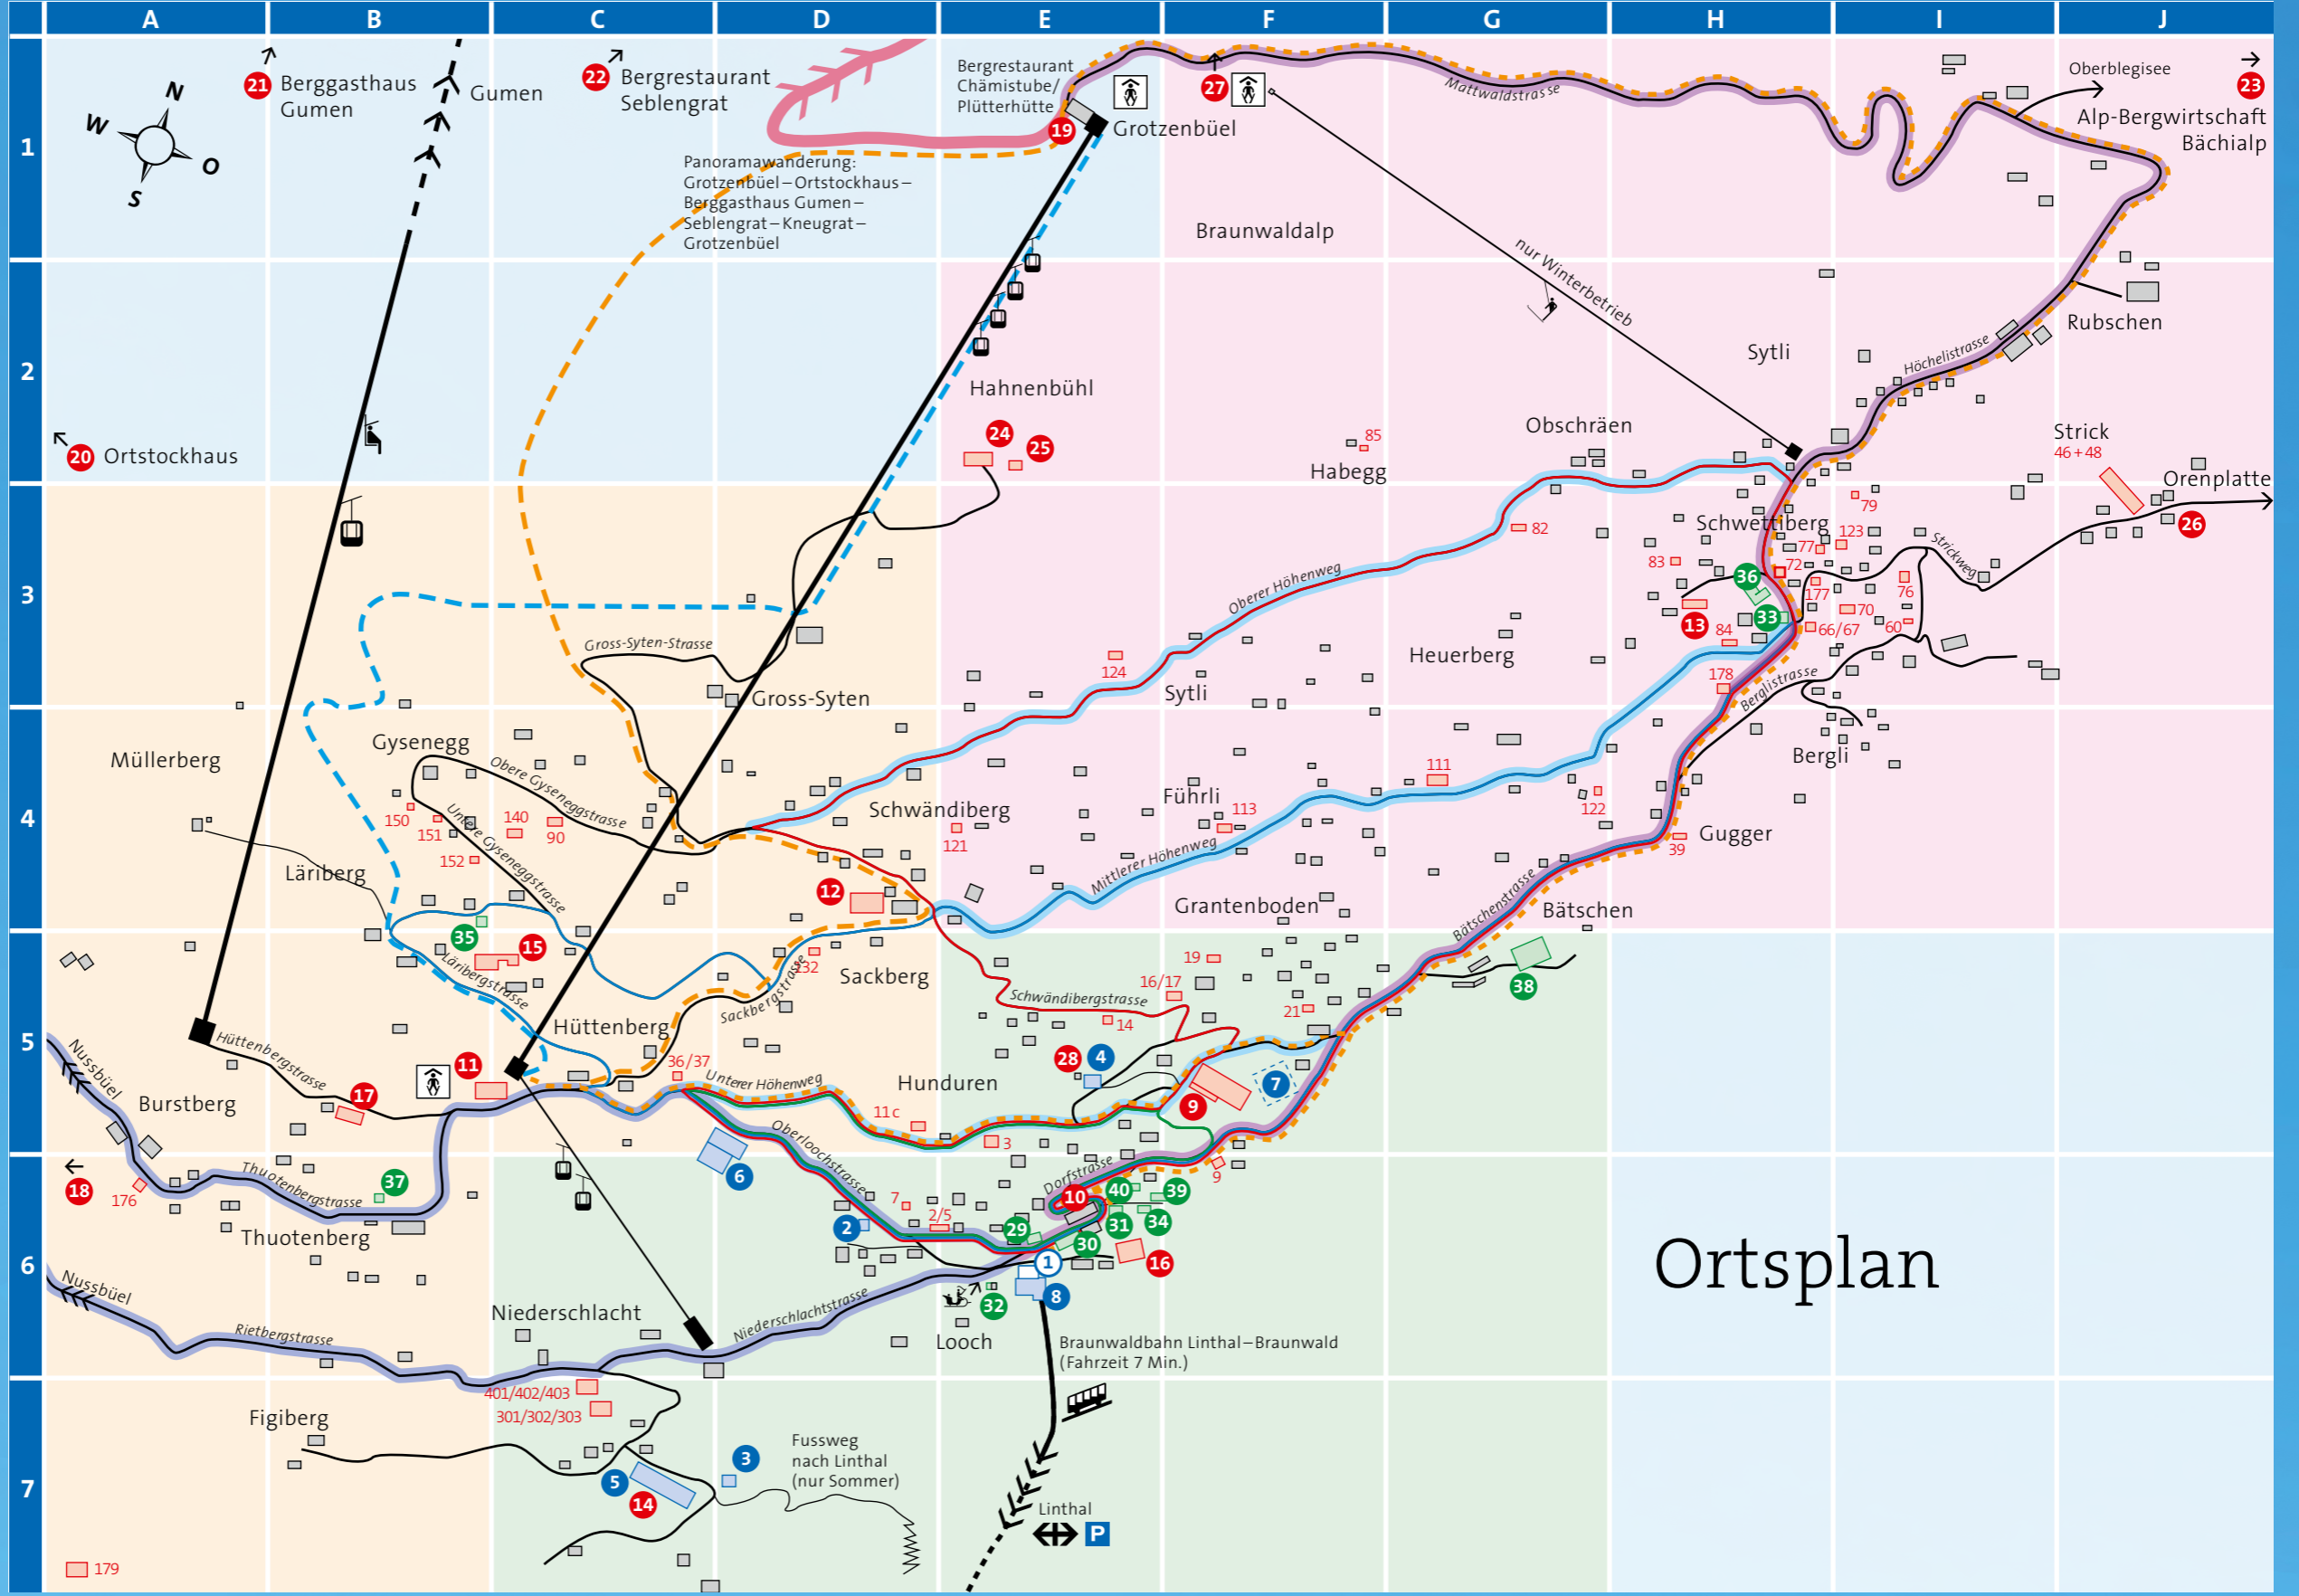 A B C D E F G H I J
1
2
3
4
5
6
7
N
W
O
S
21 Berggasthaus
Gumen
Gumen
22 Bergrestaurant
Seblengrat
Bergrestaurant
Chämistube/
Plütterhütte
19
Grotzenbüel
27
Mattwaldstrasse
Oberblegisee
23
Alp-Bergwirtschaft
Bächialp
Panoramawanderung:
Grotzenbüel – Ortstockhaus –
Berggasthaus Gumen –
Seblengrat – Kneugrat –
Grotzenbüel
Braunwaldalp
nur Winterbetrieb
Rubschen
Sytli
Höchelistrasse
Hahnenbühl
24
25
20 Ortstockhaus
85
Habegg
Obschräen
Strick
46 + 48
Orenplatte
26
79
Schwettiberg
123
77
72
82
83
36
177
76
70
Strickweg
33
13
84
66/67
60
Oberer Höhenweg
Gross-Syten-Strasse
124
Sytli
Heuerberg
178
Berglistrasse
Gross-Syten
Müllerberg
Gysenegg
Obere Gyseneggstrasse
Untere Gyseneggstrasse
150
151
152
140
90
Schwändiberg
121
Führli
113
111
122
Bergli
Gugger
39
Läriberg
12
Mittlerer Höhenweg
Grantenboden
Bätschenstrasse
Bätschen
35
15
Läribergstrasse
132
Sackberg
Sackbergstrasse
19
16/17
Schwändibergstrasse
14
21
38
Hüttenberg
Nussbüel
Hüttenbergstrasse
11
17
Burstberg
36/37
Unterer Höhenweg
Hunduren
28
4
7
9
11 c
3
Oberloochstrasse
6
18
176
Thuotenbergstrasse
37
Thuotenberg
Dorfstrasse
10
40
39
9
7
2/5
2
29
31
34
30
1
16
8
32
Ortsplan
Nussbüel
Rietbergstrasse
Niederschlacht
Niederschlachtstrasse
Looch
Braunwaldbahn Linthal – Braunwald
(Fahrzeit 7 Min.)
401/402/403
301/302/303
Figiberg
5
14
3
Fussweg
nach Linthal
(nur Sommer)
Linthal
P
179